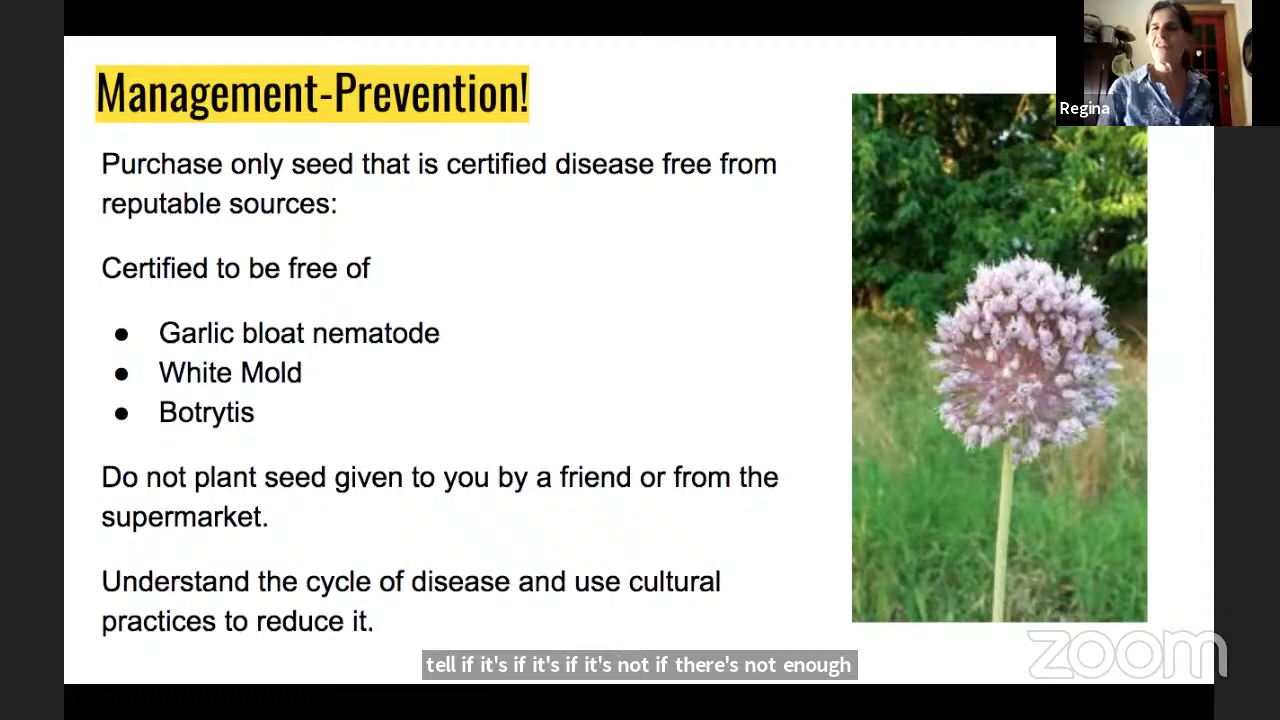 Management-Prevention!
Regina
Purchase only seed that is certified disease free from
reputable sources:
Certified to be free of
● Garlic bloat nematode
● White Mold
● Botrytis
Do not plant seed given to you by a friend or from the
supermarket.
Understand the cycle of disease and use cultural
practices to reduce it.
tell if it's if it's if it's not if there's not enough
zoom